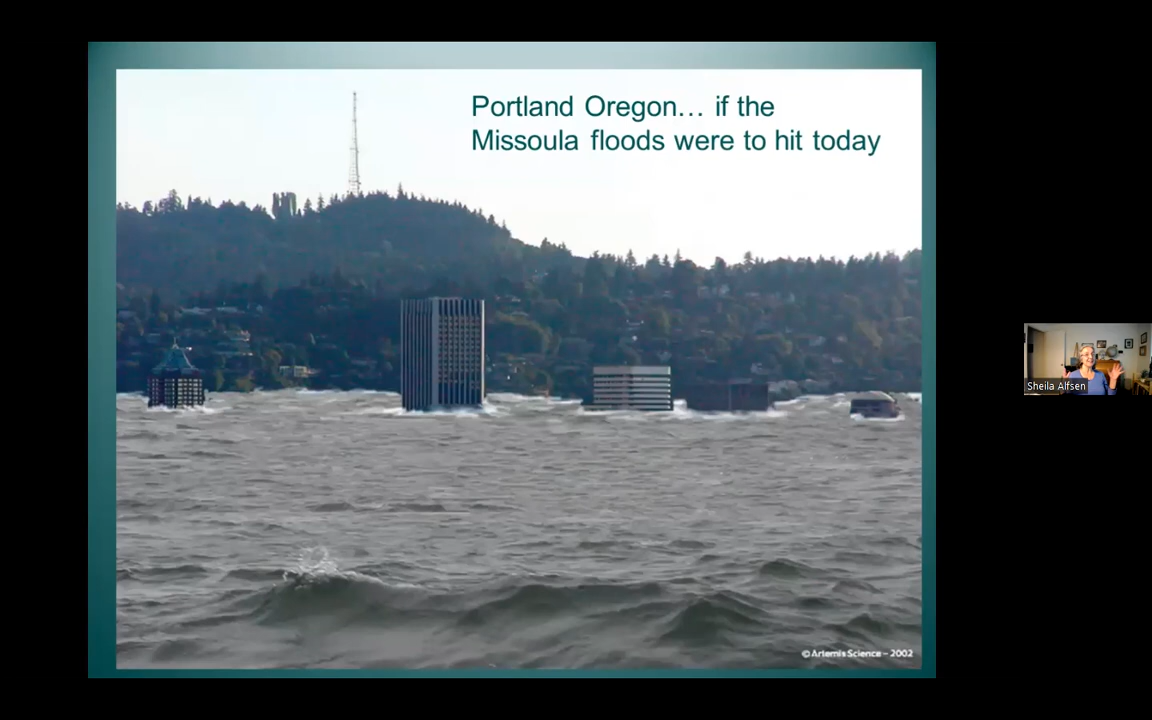 Portland Oregon… if the
Missoula floods were to hit today
Sheila Alfsen
© Artemis Science – 2002